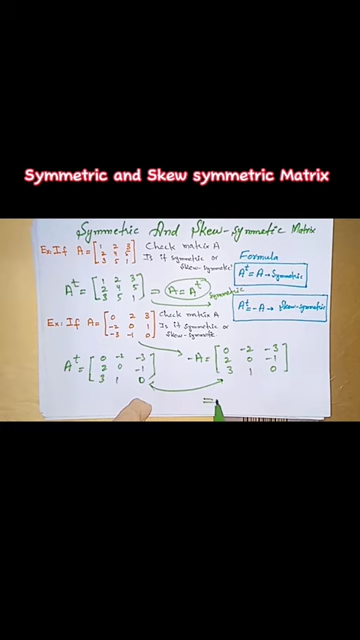 Symmetric and Skew symmetric Matrix
Symmetric And Skew-symmetic Matrix
Ex: If A = [1 2 3
2 4 5
3 5 1]
Check matrix A
Is it symmetric or
skew-symmetic
A^t = [1 2 3
2 4 5
3 5 1] ⇒ A = A^t
symmetric
Formula
A^t = A → Symmetric
A^t = -A → Skew-symmetric
Ex: If A = [0 2 3
-2 0 1
-3 -1 0]
Check matrix A
Is it symmetric or
skew-symmetic
A^t = [0 -2 -3
2 0 -1
3 1 0]
-A = [0 -2 -3
2 0 -1
3 1 0]
=